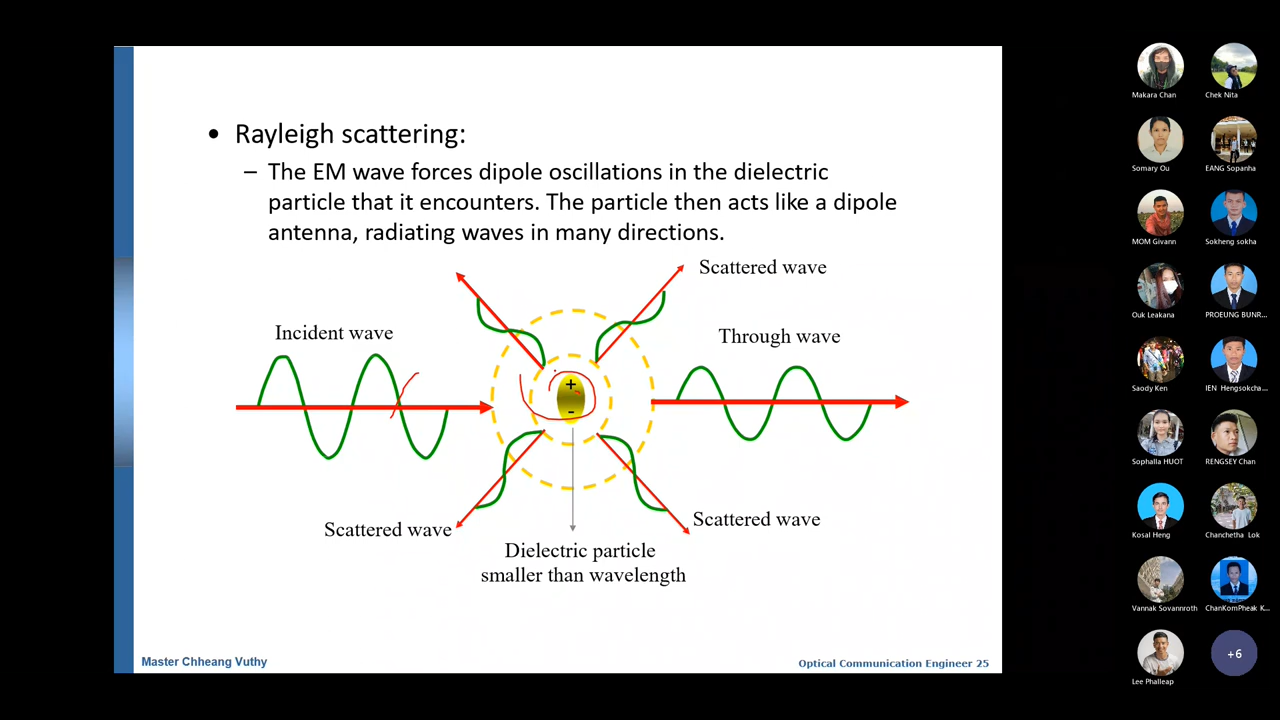 • Rayleigh scattering:
– The EM wave forces dipole oscillations in the dielectric
particle that it encounters. The particle then acts like a dipole
antenna, radiating waves in many directions.
Scattered wave
Incident wave
Through wave
+
-
Scattered wave
Scattered wave
Dielectric particle
smaller than wavelength
Master Chheang Vuthy
Optical Communication Engineer 25
Makara Chan
Chek Nita
Somary Ou
EANG Sopanha
MOM Givann
Sokheng sokha
Ouk Leakana
PROEUNG BUNR...
Saody Ken
IEN Hengsokcha...
Sophalla HUOT
RENGSEY Chan
Kosal Heng
Chanchetha Lok
Vannak Sovannroth
ChanKomPheak K...
Lee Phalleap
+6